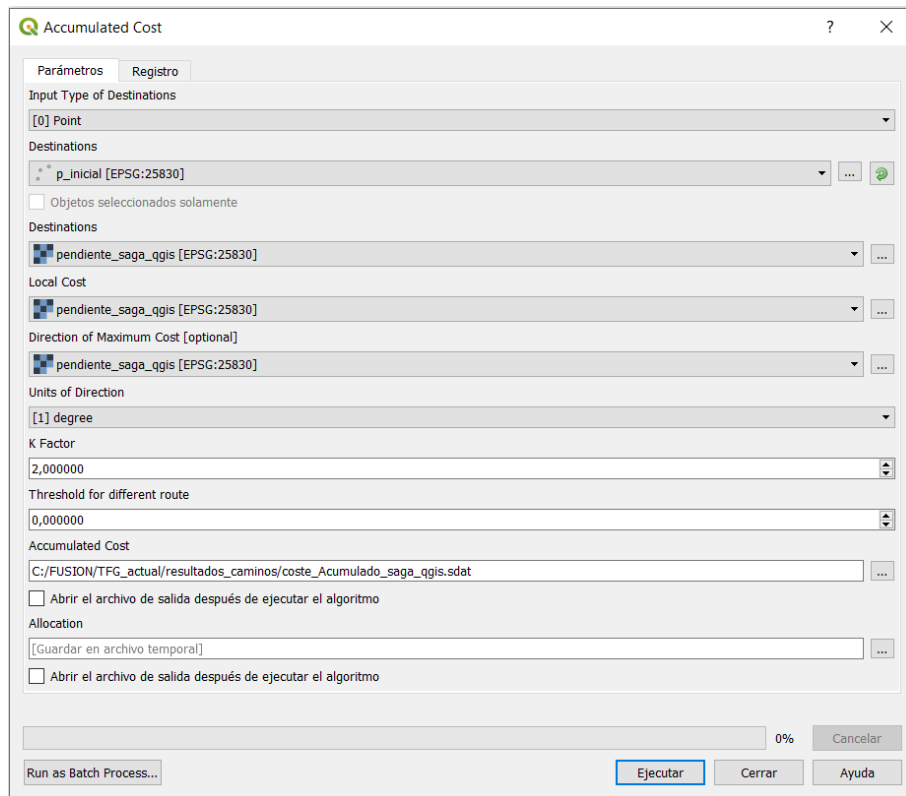 Accumulated Cost
?
Parámetros Registro
Input Type of Destinations
[0] Point
Destinations
p_inicial [EPSG:25830]
...
Objetos seleccionados solamente
Destinations
pendiente_saga_qgis [EPSG:25830]
...
Local Cost
pendiente_saga_qgis [EPSG:25830]
...
Direction of Maximum Cost [optional]
pendiente_saga_qgis [EPSG:25830]
...
Units of Direction
[1] degree
K Factor
2,000000
Threshold for different route
0,000000
Accumulated Cost
C:/FUSION/TFG_actual/resultados_caminos/coste_Acumulado_saga_qgis.sdat
...
Abrir el archivo de salida después de ejecutar el algoritmo
Allocation
[Guardar en archivo temporal]
...
Abrir el archivo de salida después de ejecutar el algoritmo
0% Cancelar
Run as Batch Process... Ejecutar Cerrar Ayuda